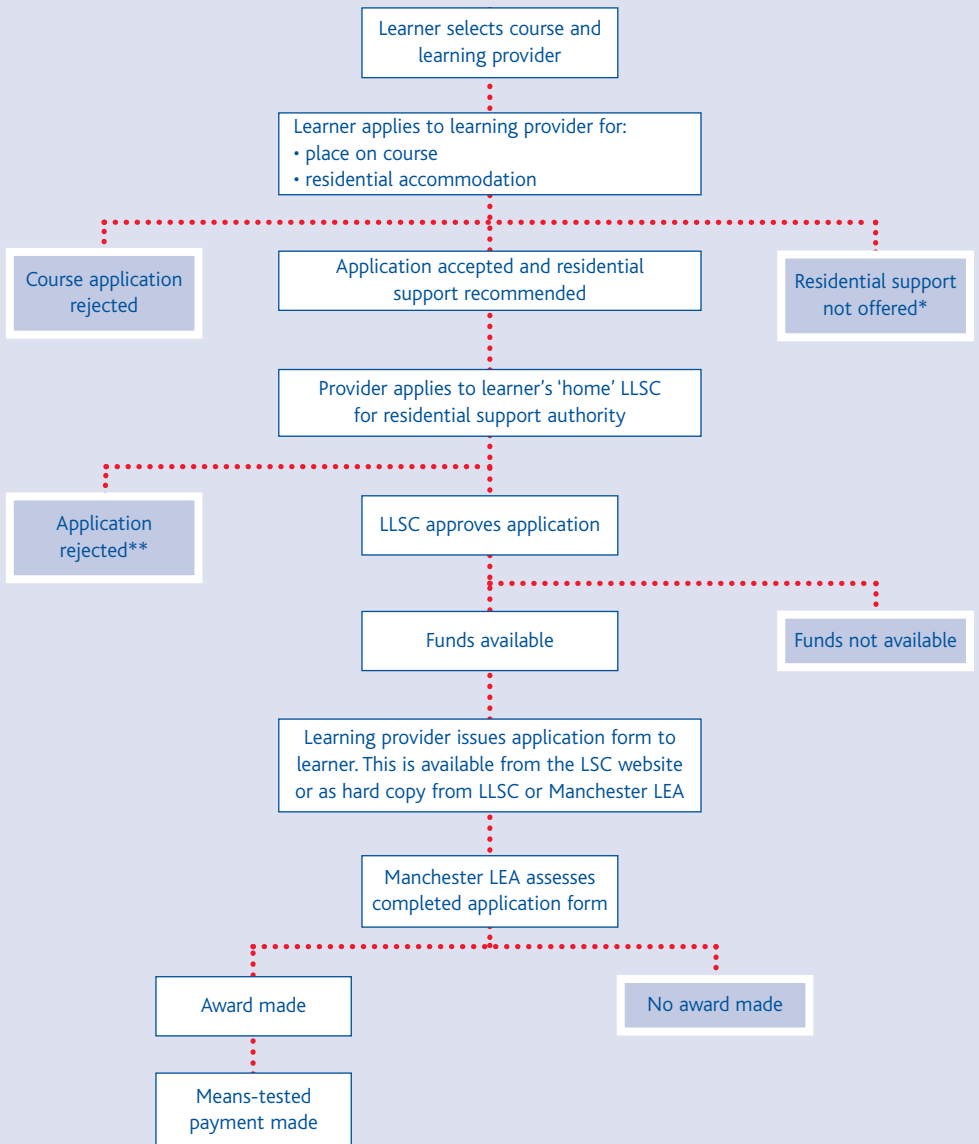 Learner selects course and
learning provider
Learner applies to learning provider for:
• place on course
• residential accommodation
Course application
rejected
Application accepted and residential
support recommended
Residential support
not offered*
Provider applies to learner's 'home' LLSC
for residential support authority
Application
rejected**
LLSC approves application
Funds available
Funds not available
Learning provider issues application form to
learner. This is available from the LSC website
or as hard copy from LLSC or Manchester LEA
Manchester LEA assesses
completed application form
Award made
No award made
Means-tested
payment made